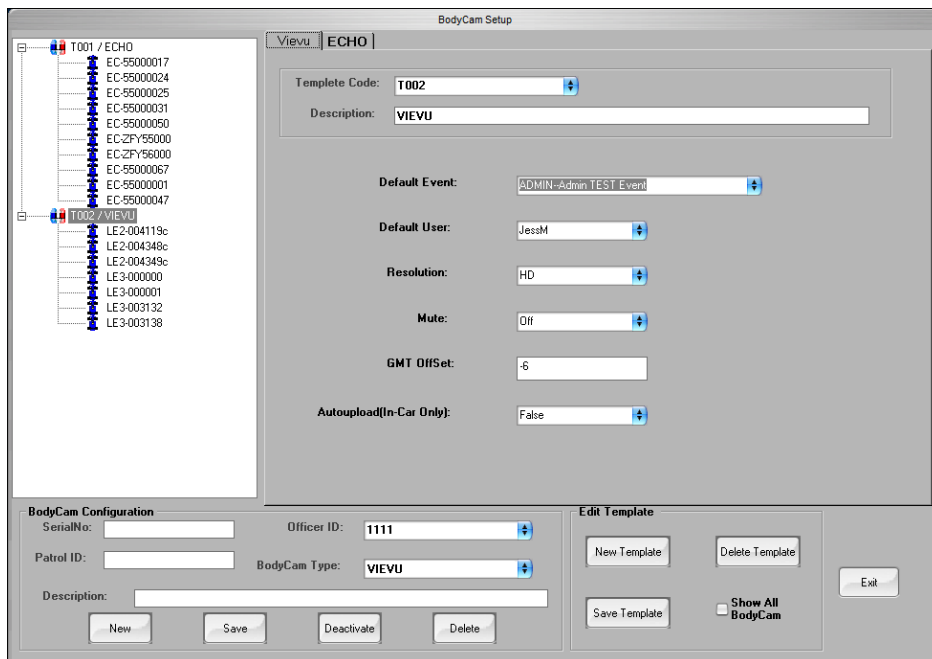 BodyCam Setup
T001 / ECHO
EC-55000017
EC-55000024
EC-55000025
EC-55000031
EC-55000050
EC-ZFY55000
EC-ZFY56000
EC-55000067
EC-55000001
EC-55000047
T002 / VIEVU
LE2-004119c
LE2-004348c
LE2-004349c
LE3-000000
LE3-000001
LE3-003132
LE3-003138
Vievu ECHO
Templete Code: T002
Description: VIEVU
Default Event: ADMIN--Admin TEST Event
Default User: JessM
Resolution: HD
Mute: Off
GMT OffSet: -6
Autoupload(In-Car Only): False
BodyCam Configuration
SerialNo: Officer ID: 1111
Patrol ID: BodyCam Type: VIEVU
Description:
New Save Deactivate Delete
Edit Template
New Template Delete Template
Save Template Show All BodyCam
Exit